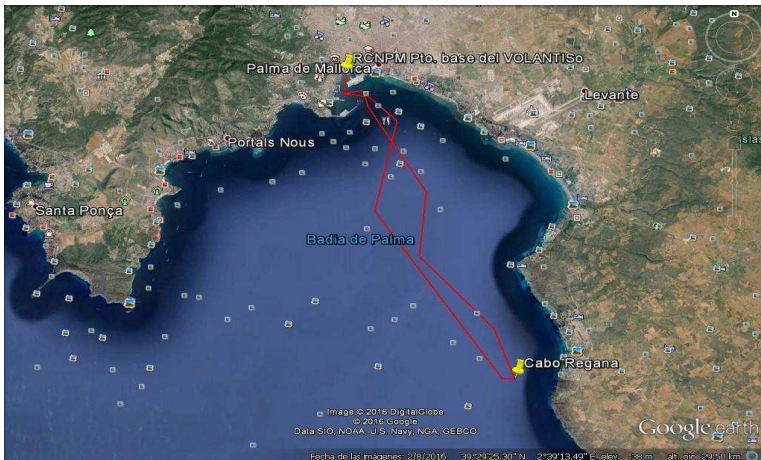 N
RCNPM Pto. base del VOLANTISo
Palma de Mallorca
Levante
Portals Nous
Islas
Santa Ponça
Badia de Palma
Cabo Regana
Image © 2016 DigitalGlobe
© 2016 Google
Data SIO, NOAA, U.S. Navy, NGA, GEBCO
Google earth
Fecha de las imágenes: 2/8/2016 39°29'25.30" N 2°39'13.49" E elev. -38 m alt. ojo 29.50 km